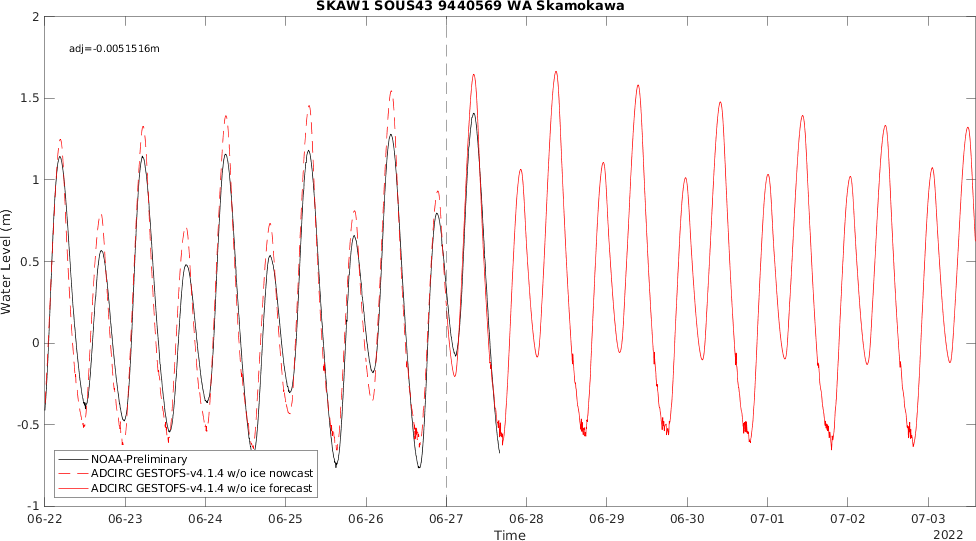 SKAW1 SOUS43 9440569 WA Skamokawa
2
adj=-0.0051516m
1.5
1
0.5
0
-0.5
-1
Water Level (m)
NOAA-Preliminary
ADCIRC GESTOFS-v4.1.4 w/o ice nowcast
ADCIRC GESTOFS-v4.1.4 w/o ice forecast
06-22 06-23 06-24 06-25 06-26 06-27 06-28 06-29 06-30 07-01 07-02 07-03
Time
2022